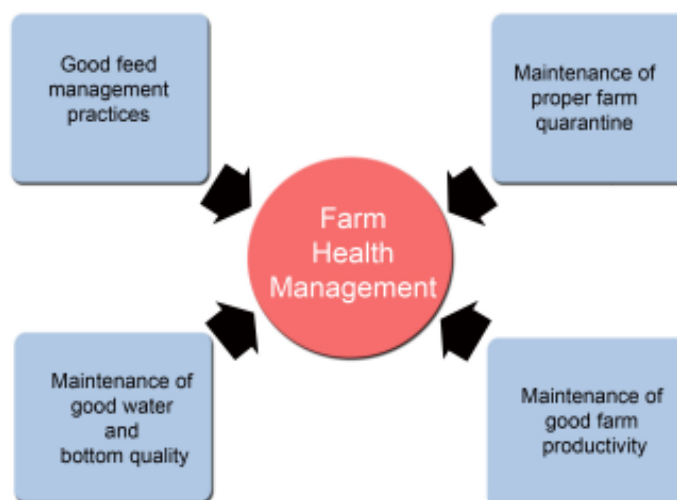 Good feed
management
practices
Maintenance of
proper farm
quarantine
Farm
Health
Management
Maintenance of
good water
and
bottom quality
Maintenance of
good farm
productivity